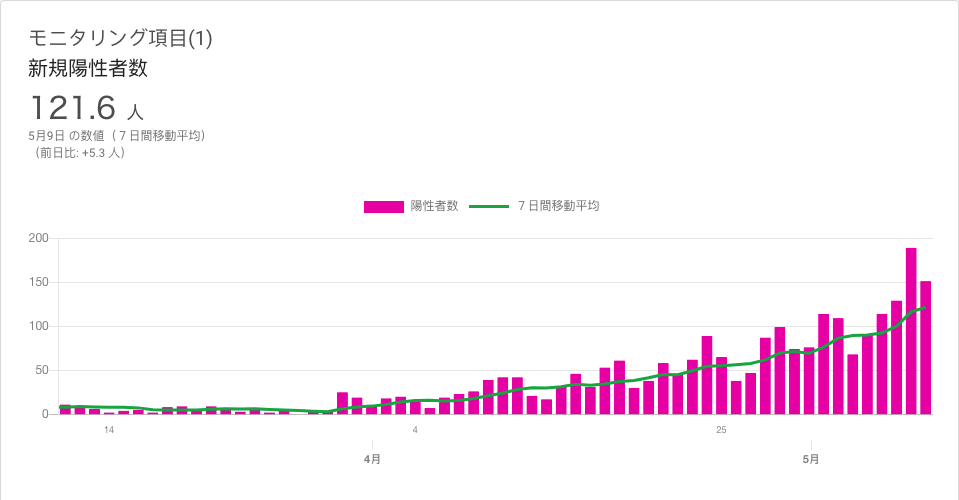 モニタリング項目(1)
新規陽性者数
121.6 人
5月9日 の数値（７日間移動平均）
（前日比: +5.3 人）
陽性者数 ７日間移動平均
200
150
100
50
0
14 4 25
4月 5月